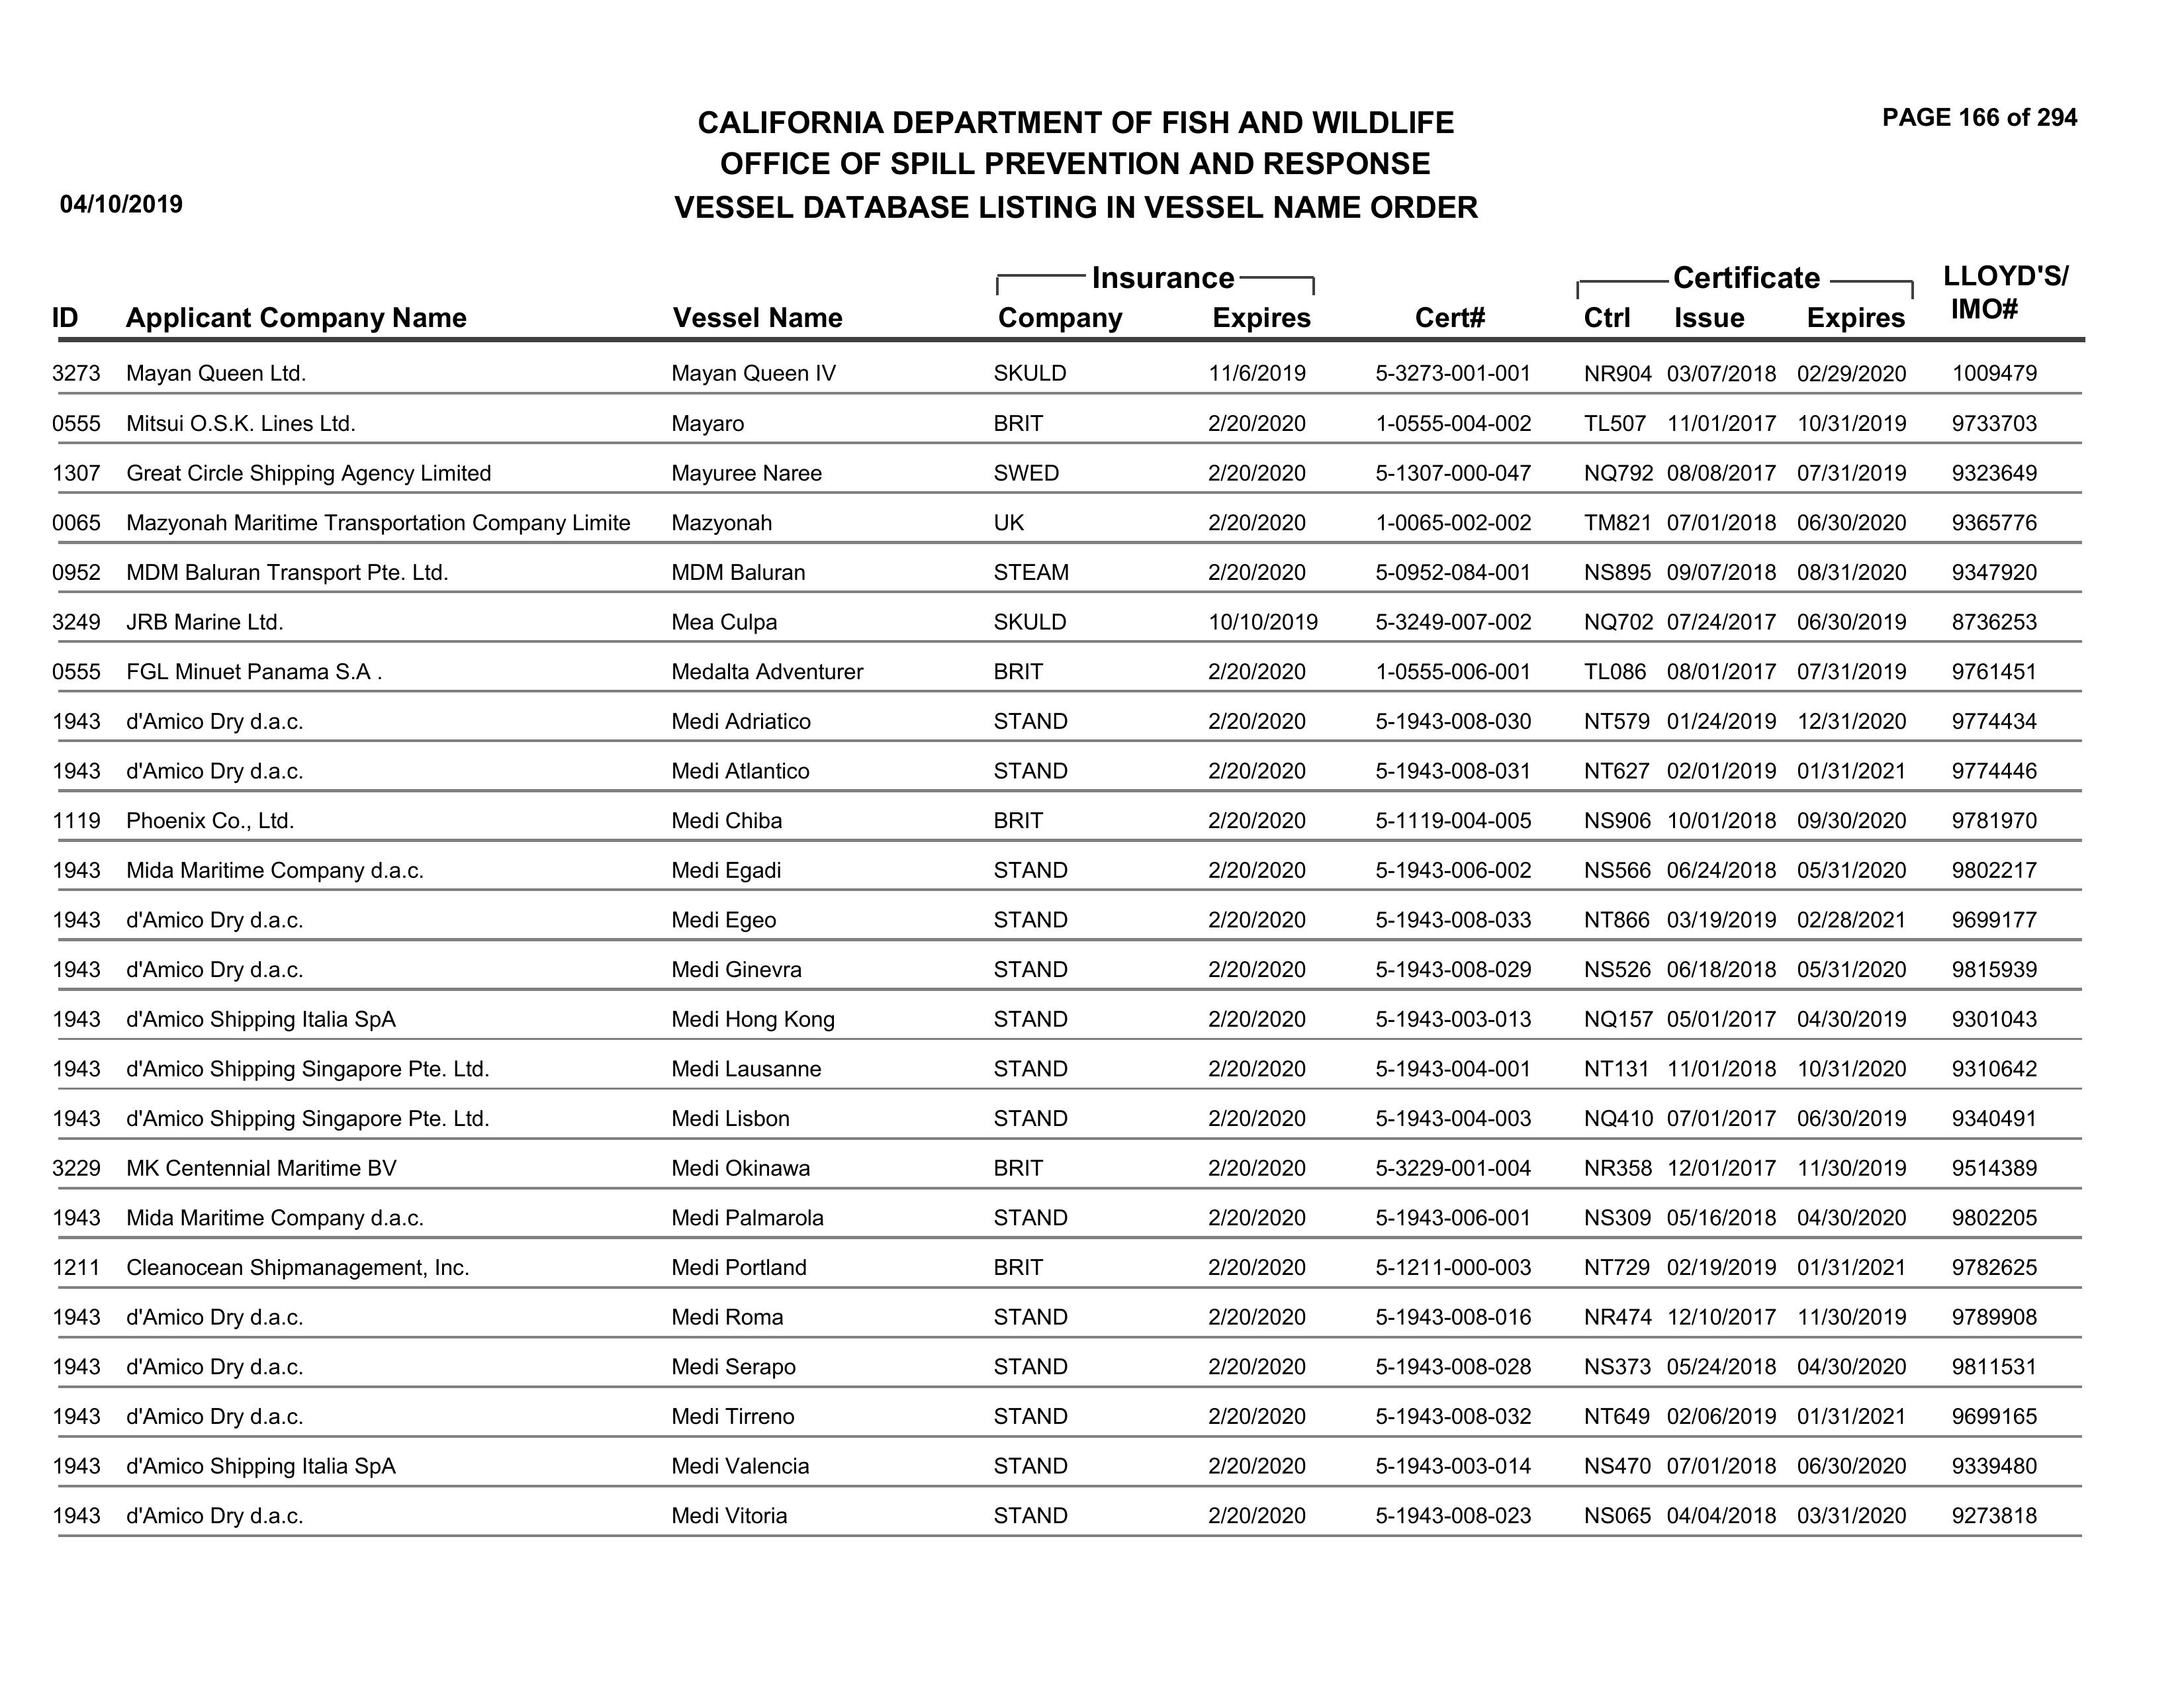 PAGE 166 of 294
CALIFORNIA DEPARTMENT OF FISH AND WILDLIFE
OFFICE OF SPILL PREVENTION AND RESPONSE
04/10/2019 VESSEL DATABASE LISTING IN VESSEL NAME ORDER
Insurance Certificate LLOYD'S/
ID Applicant Company Name Vessel Name Company Expires Cert# Ctrl Issue Expires IMO#
3273 Mayan Queen Ltd. Mayan Queen IV SKULD 11/6/2019 5-3273-001-001 NR904 03/07/2018 02/29/2020 1009479
0555 Mitsui O.S.K. Lines Ltd. Mayaro BRIT 2/20/2020 1-0555-004-002 TL507 11/01/2017 10/31/2019 9733703
1307 Great Circle Shipping Agency Limited Mayuree Naree SWED 2/20/2020 5-1307-000-047 NQ792 08/08/2017 07/31/2019 9323649
0065 Mazyonah Maritime Transportation Company Limite Mazyonah UK 2/20/2020 1-0065-002-002 TM821 07/01/2018 06/30/2020 9365776
0952 MDM Baluran Transport Pte. Ltd. MDM Baluran STEAM 2/20/2020 5-0952-084-001 NS895 09/07/2018 08/31/2020 9347920
3249 JRB Marine Ltd. Mea Culpa SKULD 10/10/2019 5-3249-007-002 NQ702 07/24/2017 06/30/2019 8736253
0555 FGL Minuet Panama S.A . Medalta Adventurer BRIT 2/20/2020 1-0555-006-001 TL086 08/01/2017 07/31/2019 9761451
1943 d'Amico Dry d.a.c. Medi Adriatico STAND 2/20/2020 5-1943-008-030 NT579 01/24/2019 12/31/2020 9774434
1943 d'Amico Dry d.a.c. Medi Atlantico STAND 2/20/2020 5-1943-008-031 NT627 02/01/2019 01/31/2021 9774446
1119 Phoenix Co., Ltd. Medi Chiba BRIT 2/20/2020 5-1119-004-005 NS906 10/01/2018 09/30/2020 9781970
1943 Mida Maritime Company d.a.c. Medi Egadi STAND 2/20/2020 5-1943-006-002 NS566 06/24/2018 05/31/2020 9802217
1943 d'Amico Dry d.a.c. Medi Egeo STAND 2/20/2020 5-1943-008-033 NT866 03/19/2019 02/28/2021 9699177
1943 d'Amico Dry d.a.c. Medi Ginevra STAND 2/20/2020 5-1943-008-029 NS526 06/18/2018 05/31/2020 9815939
1943 d'Amico Shipping Italia SpA Medi Hong Kong STAND 2/20/2020 5-1943-003-013 NQ157 05/01/2017 04/30/2019 9301043
1943 d'Amico Shipping Singapore Pte. Ltd. Medi Lausanne STAND 2/20/2020 5-1943-004-001 NT131 11/01/2018 10/31/2020 9310642
1943 d'Amico Shipping Singapore Pte. Ltd. Medi Lisbon STAND 2/20/2020 5-1943-004-003 NQ410 07/01/2017 06/30/2019 9340491
3229 MK Centennial Maritime BV Medi Okinawa BRIT 2/20/2020 5-3229-001-004 NR358 12/01/2017 11/30/2019 9514389
1943 Mida Maritime Company d.a.c. Medi Palmarola STAND 2/20/2020 5-1943-006-001 NS309 05/16/2018 04/30/2020 9802205
1211 Cleanocean Shipmanagement, Inc. Medi Portland BRIT 2/20/2020 5-1211-000-003 NT729 02/19/2019 01/31/2021 9782625
1943 d'Amico Dry d.a.c. Medi Roma STAND 2/20/2020 5-1943-008-016 NR474 12/10/2017 11/30/2019 9789908
1943 d'Amico Dry d.a.c. Medi Serapo STAND 2/20/2020 5-1943-008-028 NS373 05/24/2018 04/30/2020 9811531
1943 d'Amico Dry d.a.c. Medi Tirreno STAND 2/20/2020 5-1943-008-032 NT649 02/06/2019 01/31/2021 9699165
1943 d'Amico Shipping Italia SpA Medi Valencia STAND 2/20/2020 5-1943-003-014 NS470 07/01/2018 06/30/2020 9339480
1943 d'Amico Dry d.a.c. Medi Vitoria STAND 2/20/2020 5-1943-008-023 NS065 04/04/2018 03/31/2020 9273818